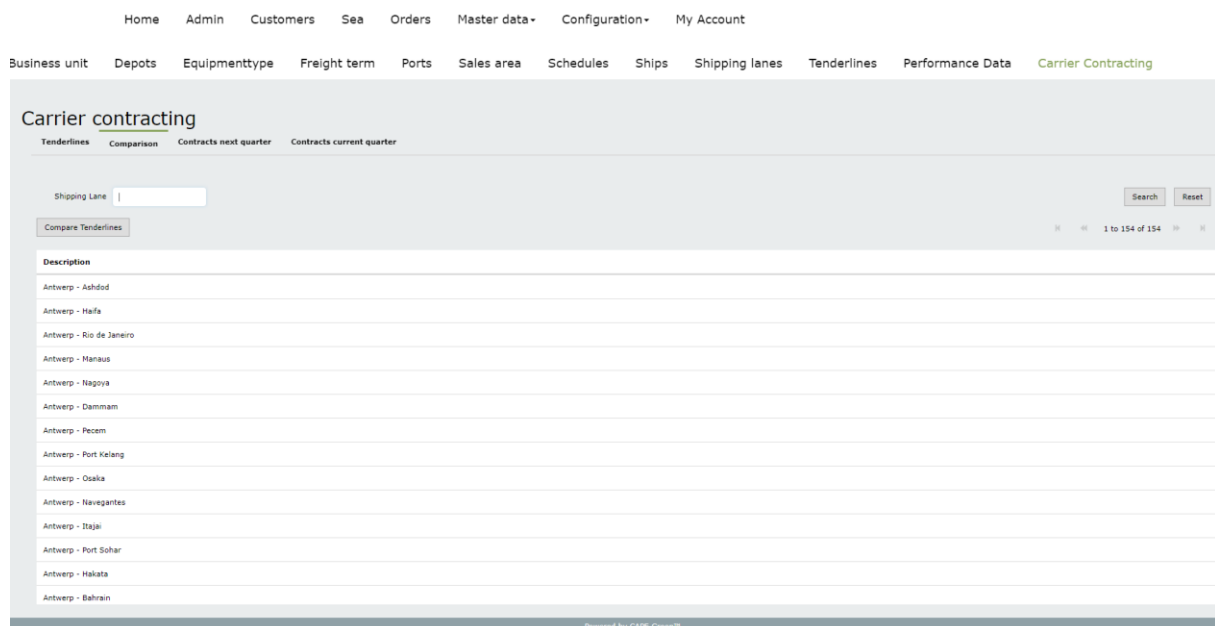 Home Admin Customers Sea Orders Master data Configuration My Account
Business unit Depots Equipmenttype Freight term Ports Sales area Schedules Ships Shipping lanes Tenderlines Performance Data Carrier Contracting
Carrier contracting
Tenderlines Comparison Contracts next quarter Contracts current quarter
Shipping Lane Search Reset
Compare Tenderlines 1 to 154 of 154
Description
Antwerp - Ashdod
Antwerp - Haifa
Antwerp - Rio de Janeiro
Antwerp - Manaus
Antwerp - Nagoya
Antwerp - Dammam
Antwerp - Pecem
Antwerp - Port Kelang
Antwerp - Osaka
Antwerp - Navegantes
Antwerp - Itajai
Antwerp - Port Sohar
Antwerp - Hakata
Antwerp - Bahrain
Powered by